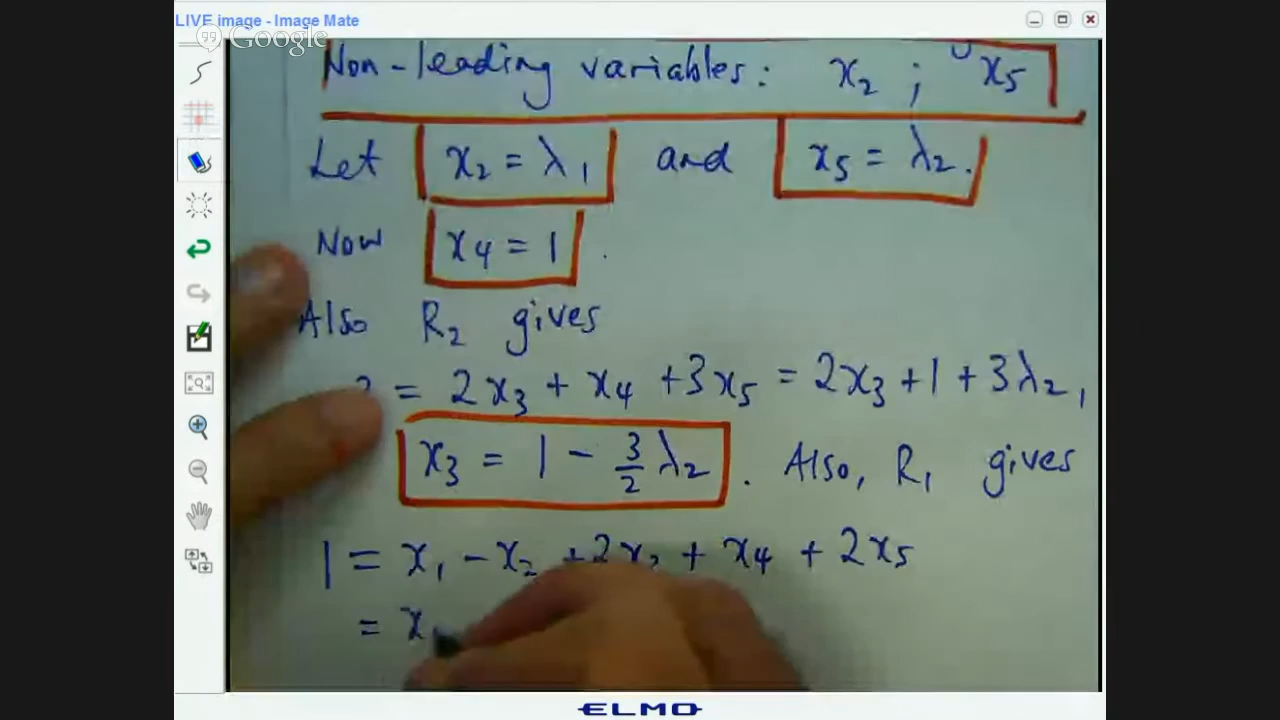 LIVE image - Image Mate
Google
Non-leading variables: x₂ ; x₅
Let x₂ = λ₁ and x₅ = λ₂.
Now x₄ = 1 .
Also R₂ gives
= 2x₃ + x₄ + 3x₅ = 2x₃ + 1 + 3λ₂,
x₃ = 1 - 3/2 λ₂ . Also, R₁ gives
1 = x₁ - x₂ + 2x₃ + x₄ + 2x₅
= x₁
ELMO